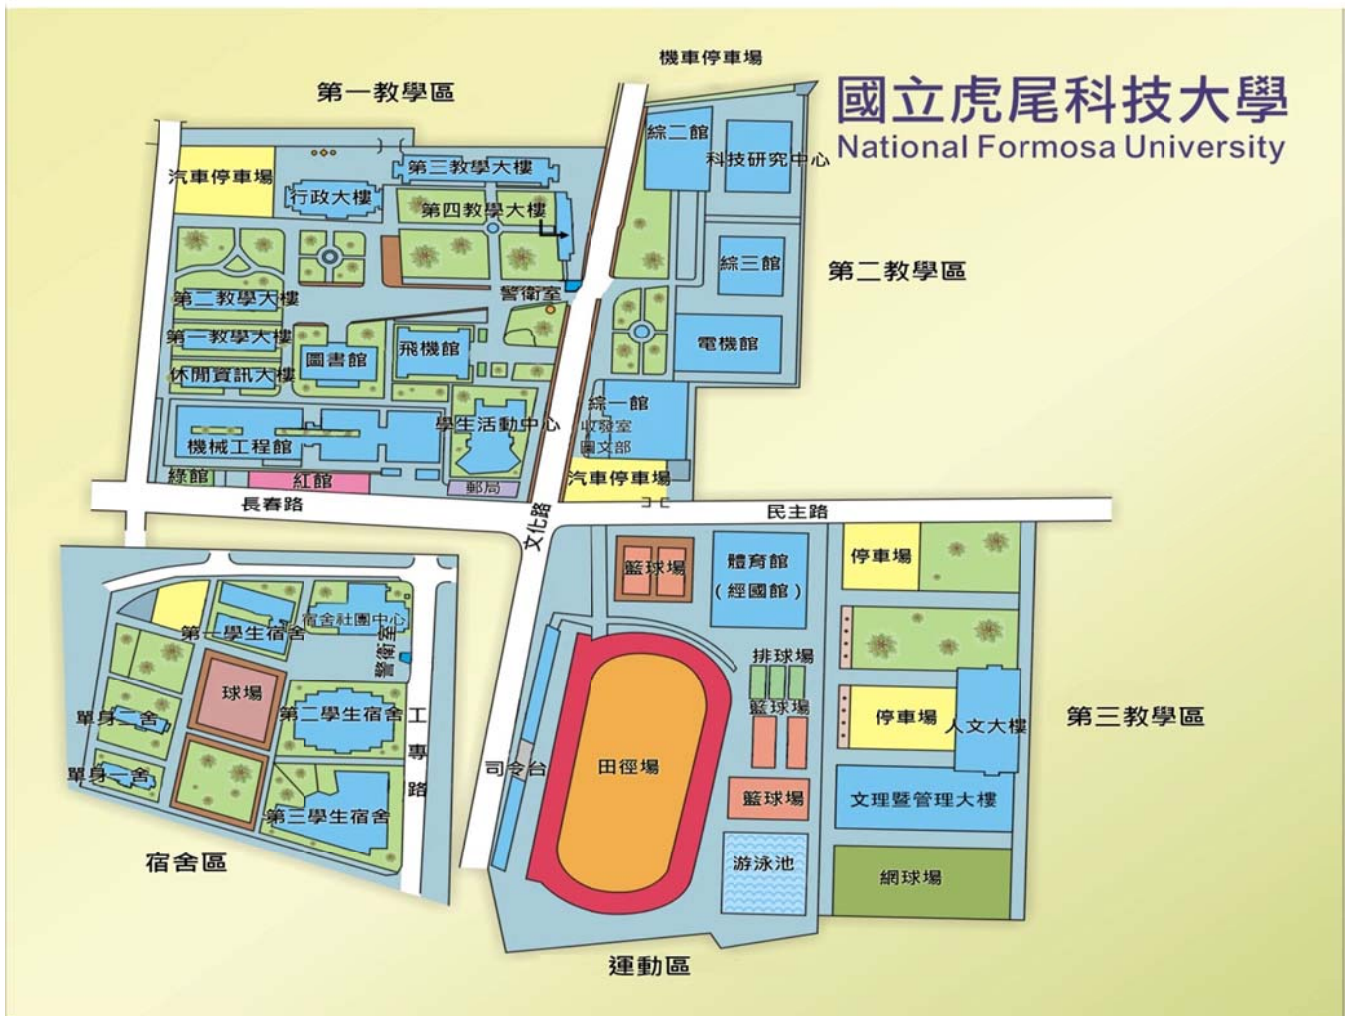 機車停車場
國立虎尾科技大學
National Formosa University
第一教學區
綜二館
科技研究中心
汽車停車場
行政大樓
第三教學大樓
第四教學大樓
綜三館
第二教學區
警衛室
第二教學大樓
第一教學大樓
圖書館
飛機館
電機館
休閒資訊大樓
綜一館
收發室
圖文部
學生活動中心
機械工程館
汽車停車場
綠館
紅館
郵局
長春路
文化路
民主路
籃球場
體育館
(經國館)
停車場
第一學生宿舍
宿舍社團中心
警衛室
球場
排球場
籃球場
單身二舍
第二學生宿舍
工專路
停車場
人文大樓
第三教學區
單身一舍
司令台
田徑場
籃球場
文理暨管理大樓
第三學生宿舍
宿舍區
游泳池
網球場
運動區